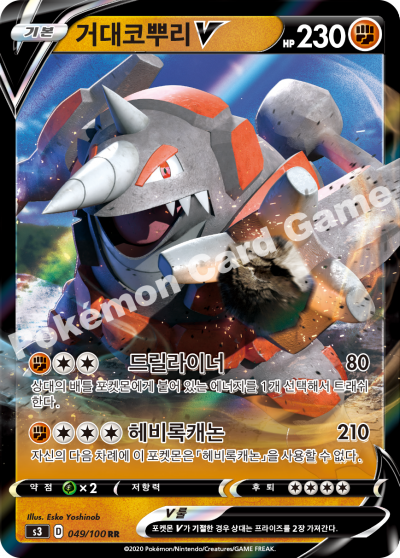 기본 거대코뿌리 V HP 230
Pokémon Card Game
드릴라이너 80
상대의 배틀 포켓몬에게 붙어 있는 에너지를 1개 선택해서 트래쉬
한다.
헤비록캐논 210
자신의 다음 차례에 이 포켓몬은 「헤비록캐논」을 사용할 수 없다.
약점 ×2 저항력 후퇴
Illus. Eske Yoshinob
V룰
s3 D 049/100 RR
포켓몬 V가 기절한 경우 상대는 프라이즈를 2장 가져간다.
©2020 Pokémon/Nintendo/Creatures/GAME FREAK.